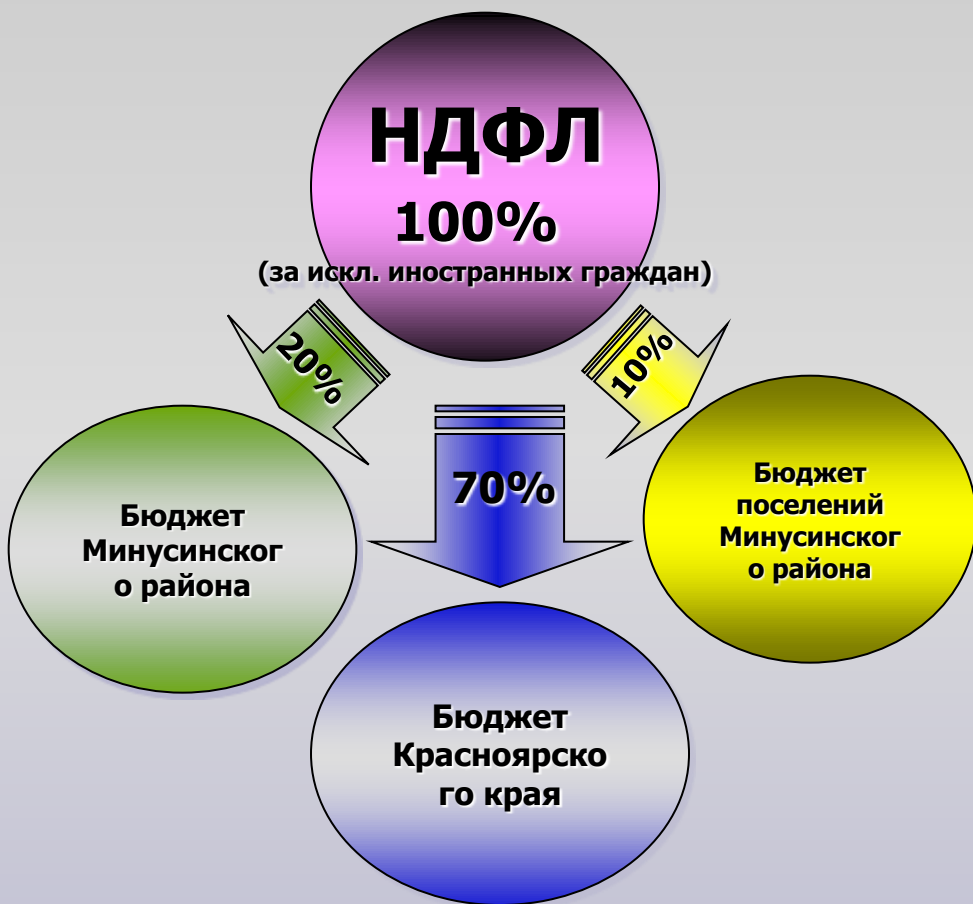 НДФЛ
100%
(за искл. иностранных граждан)
20%
10%
70%
Бюджет
Минусинског
о района
Бюджет
поселений
Минусинског
о района
Бюджет
Красноярско
го края